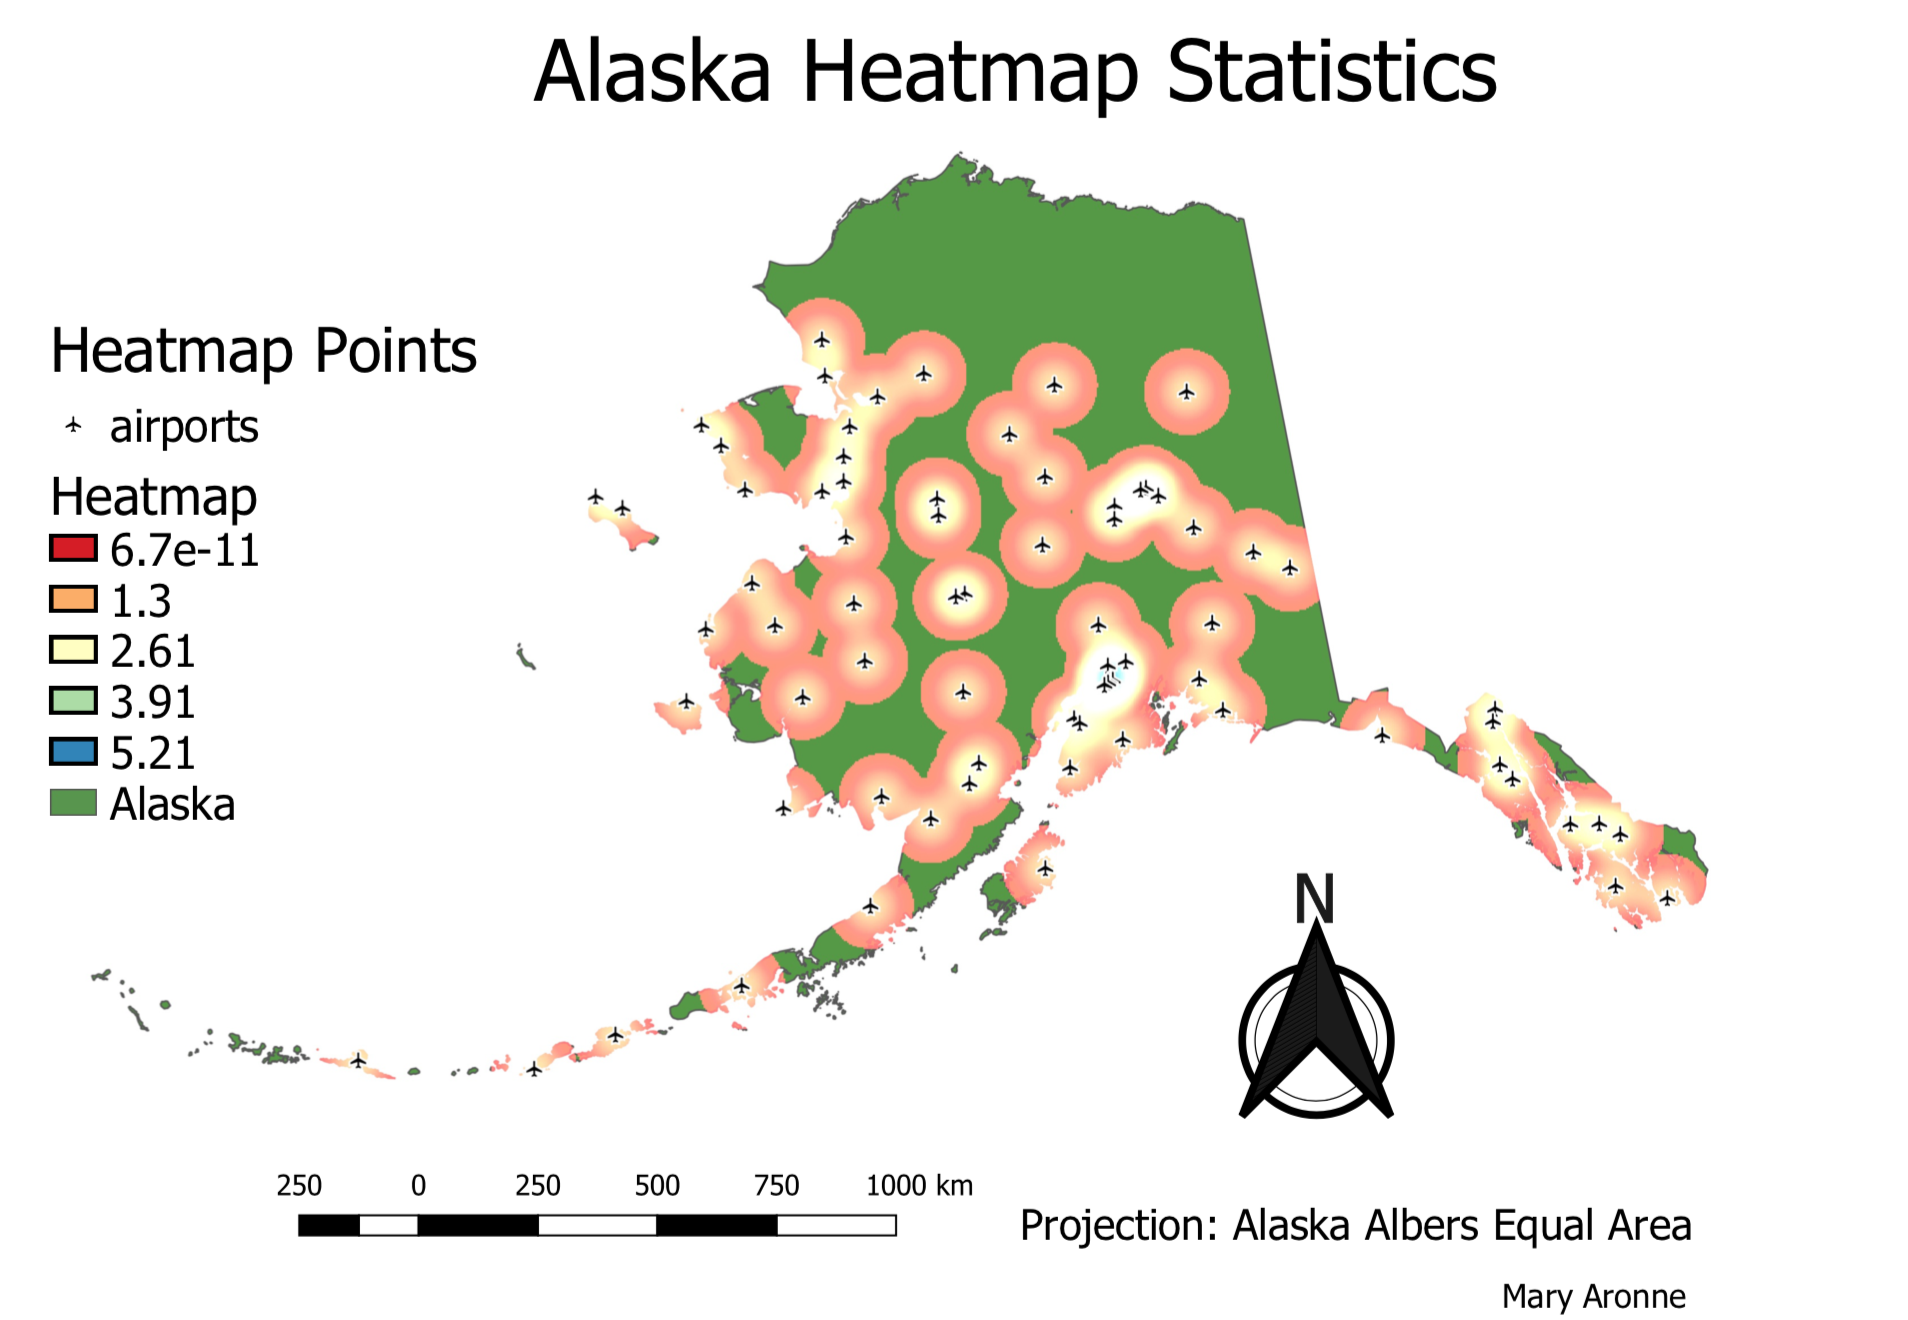 Alaska Heatmap Statistics
Heatmap Points
airports
Heatmap
6.7e-11
1.3
2.61
3.91
5.21
Alaska
N
250 0 250 500 750 1000 km
Projection: Alaska Albers Equal Area
Mary Aronne